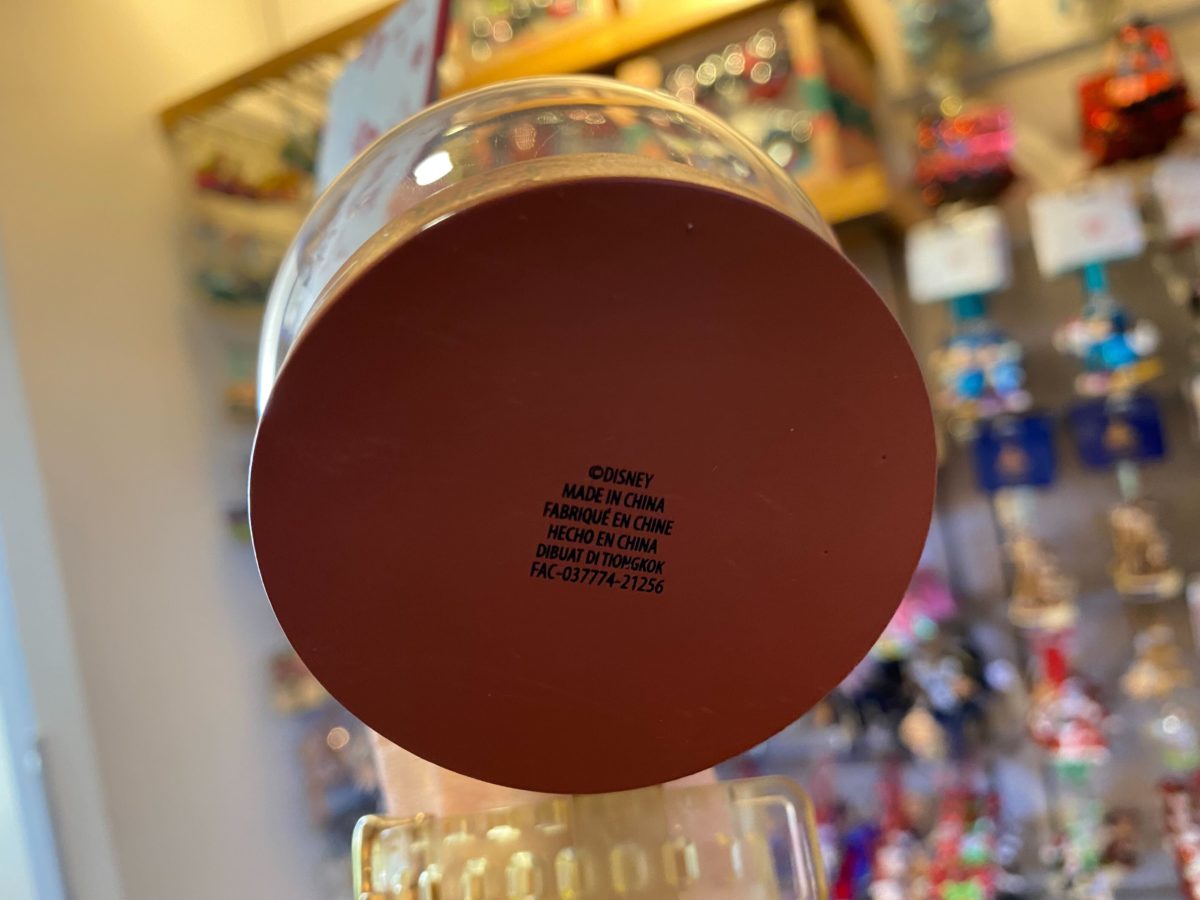 ©DISNEY
MADE IN CHINA
FABRIQUÉ EN CHINE
HECHO EN CHINA
DIBUAT DI TIONGKOK
FAC-037774-21256